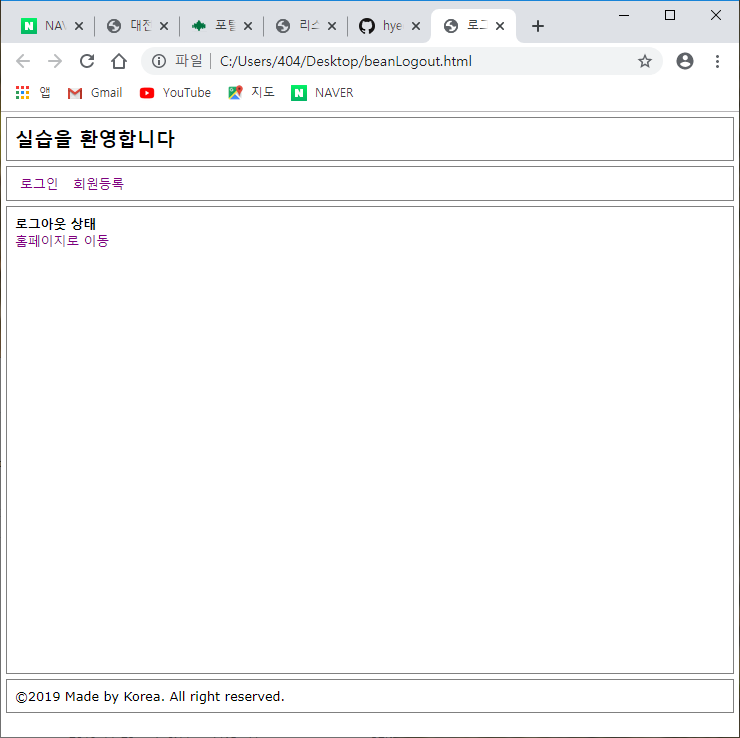 NAV
대전
포털
리스
hye
로그
파일 C:/Users/404/Desktop/beanLogout.html
앱 Gmail YouTube 지도 NAVER
실습을 환영합니다
로그인 회원등록
로그아웃 상태
홈페이지로 이동
©2019 Made by Korea. All right reserved.